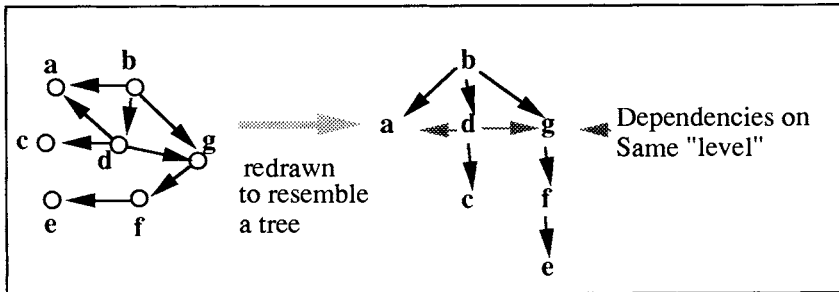 a b
c d g
e f
redrawn
to resemble
a tree
b
a d g
c f
e
Dependencies on
Same "level"